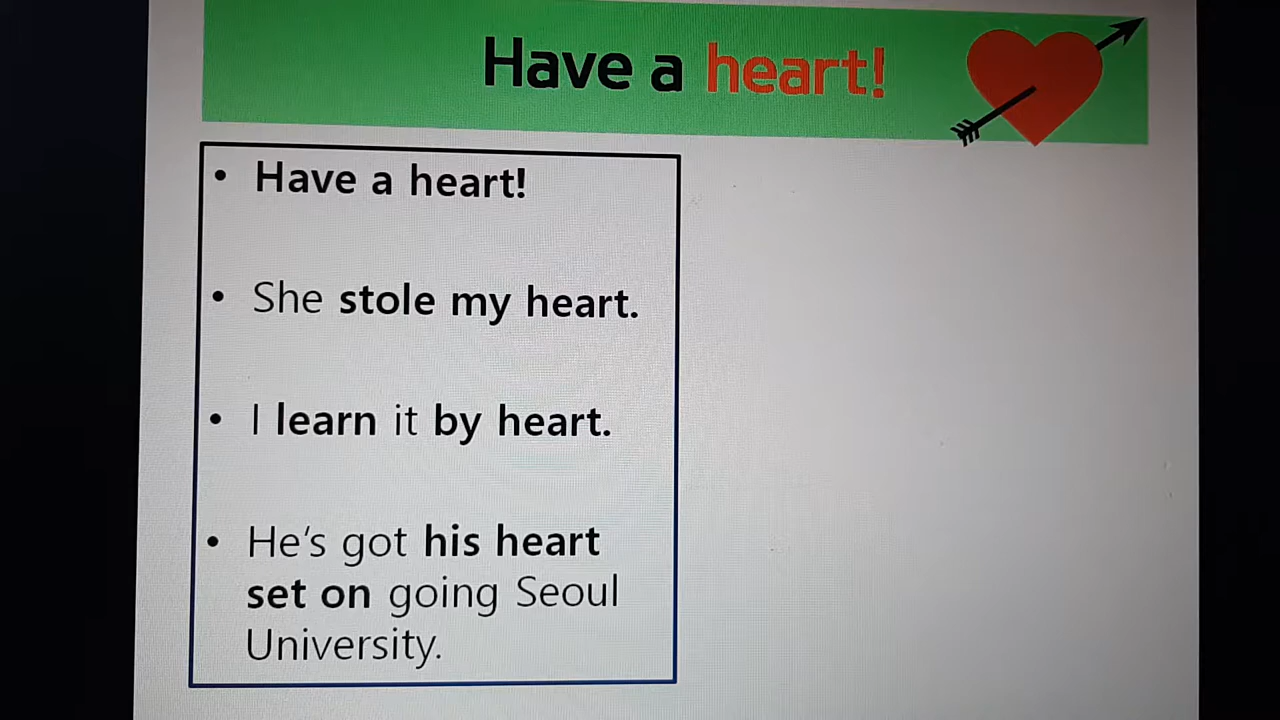 Have a heart!
• Have a heart!
• She stole my heart.
• I learn it by heart.
• He's got his heart
set on going Seoul
University.